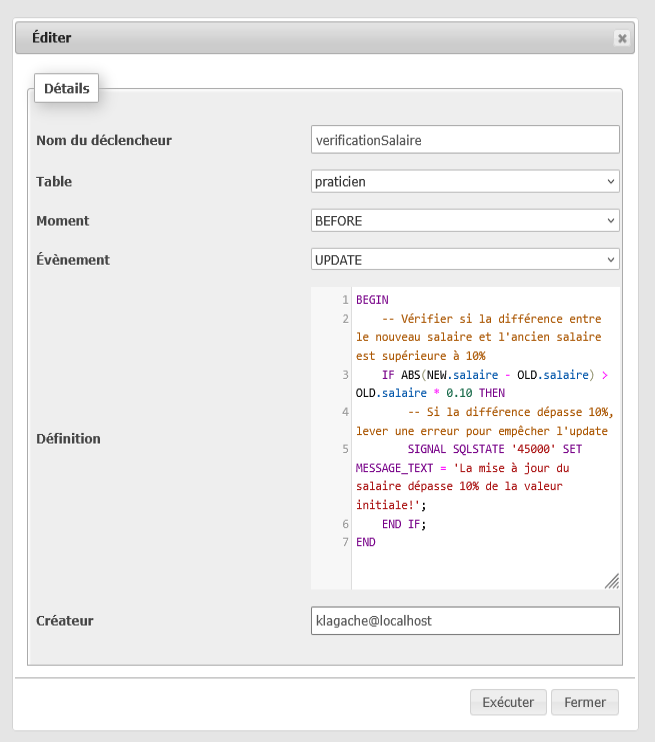 Éditer
Détails
Nom du déclencheur
verificationSalaire
Table
praticien
Moment
BEFORE
Évènement
UPDATE
Définition
1 BEGIN
2 -- Vérifier si la différence entre
le nouveau salaire et l'ancien salaire
est supérieure à 10%
3 IF ABS(NEW.salaire - OLD.salaire) >
OLD.salaire * 0.10 THEN
4 -- Si la différence dépasse 10%,
lever une erreur pour empêcher l'update
5 SIGNAL SQLSTATE '45000' SET
MESSAGE_TEXT = 'La mise à jour du
salaire dépasse 10% de la valeur
initiale!';
6 END IF;
7 END
Créateur
klagache@localhost
Exécuter
Fermer